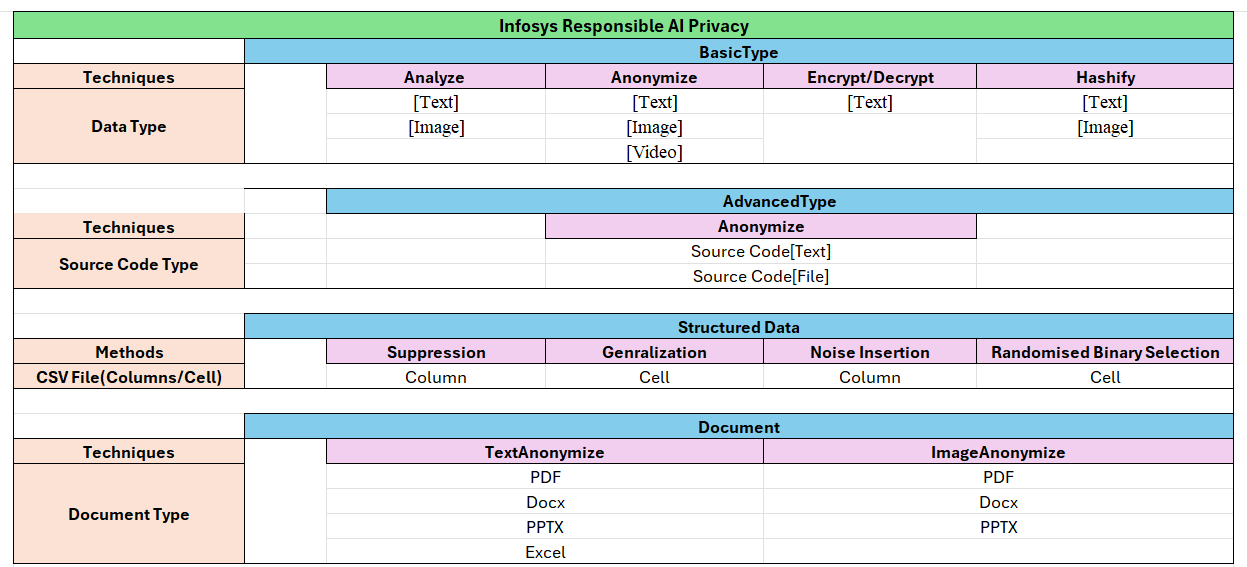 Infosys Responsible AI Privacy
BasicType
Techniques Analyze Anonymize Encrypt/Decrypt Hashify
Data Type
[Text] [Text] [Text] [Text]
[Image] [Image] [Image]
[Video]
AdvancedType
Techniques Anonymize
Source Code Type
Source Code[Text]
Source Code[File]
Structured Data
Methods Suppression Genralization Noise Insertion Randomised Binary Selection
CSV File(Columns/Cell) Column Cell Column Cell
Document
Techniques TextAnonymize ImageAnonymize
Document Type
PDF PDF
Docx Docx
PPTX PPTX
Excel